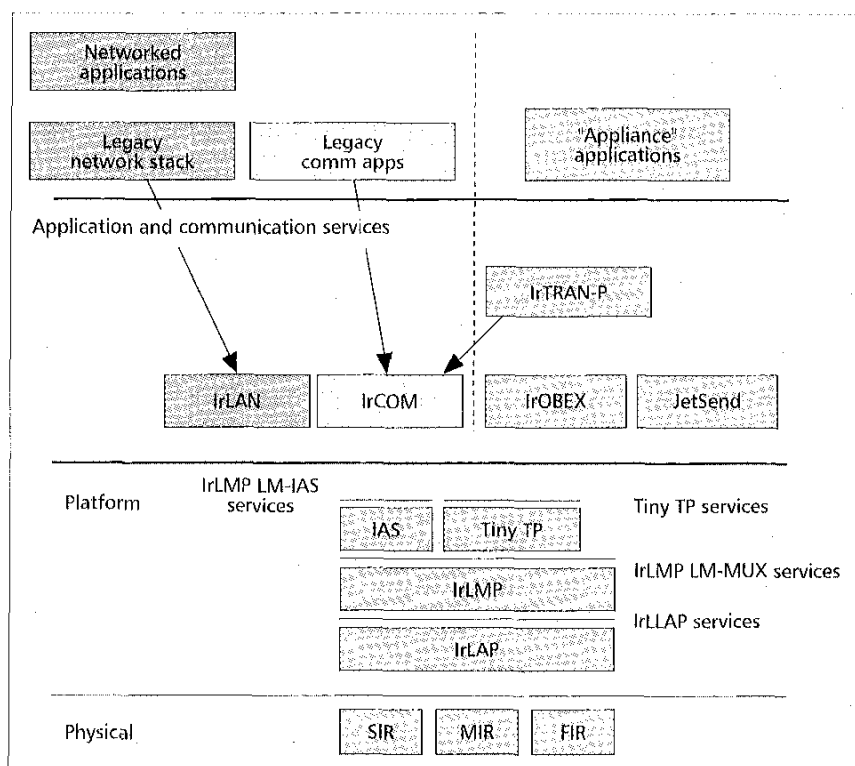 Networked
applications
Legacy
network stack
Legacy
comm apps
"Appliance"
applications
Application and communication services
IrTRAN-P
IrLAN
IrCOM
IrOBEX
JetSend
Platform
IrLMP LM-IAS
services
IAS
Tiny TP
Tiny TP services
IrLMP LM-MUX services
IrLMP
IrLLAP services
IrLAP
Physical
SIR
MIR
FIR